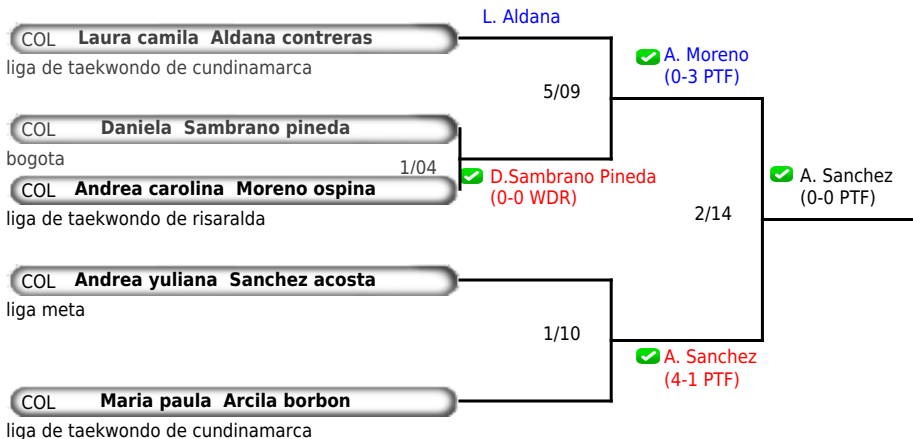 L. Aldana
COL Laura camila Aldana contreras
liga de taekwondo de cundinamarca
A. Moreno
(0-3 PTF)
5/09
COL Daniela Sambrano pineda
bogota
1/04
D.Sambrano Pineda
(0-0 WDR)
COL Andrea carolina Moreno ospina
liga de taekwondo de risaralda
A. Sanchez
(0-0 PTF)
2/14
COL Andrea yuliana Sanchez acosta
liga meta
1/10
A. Sanchez
(4-1 PTF)
COL Maria paula Arcila borbon
liga de taekwondo de cundinamarca